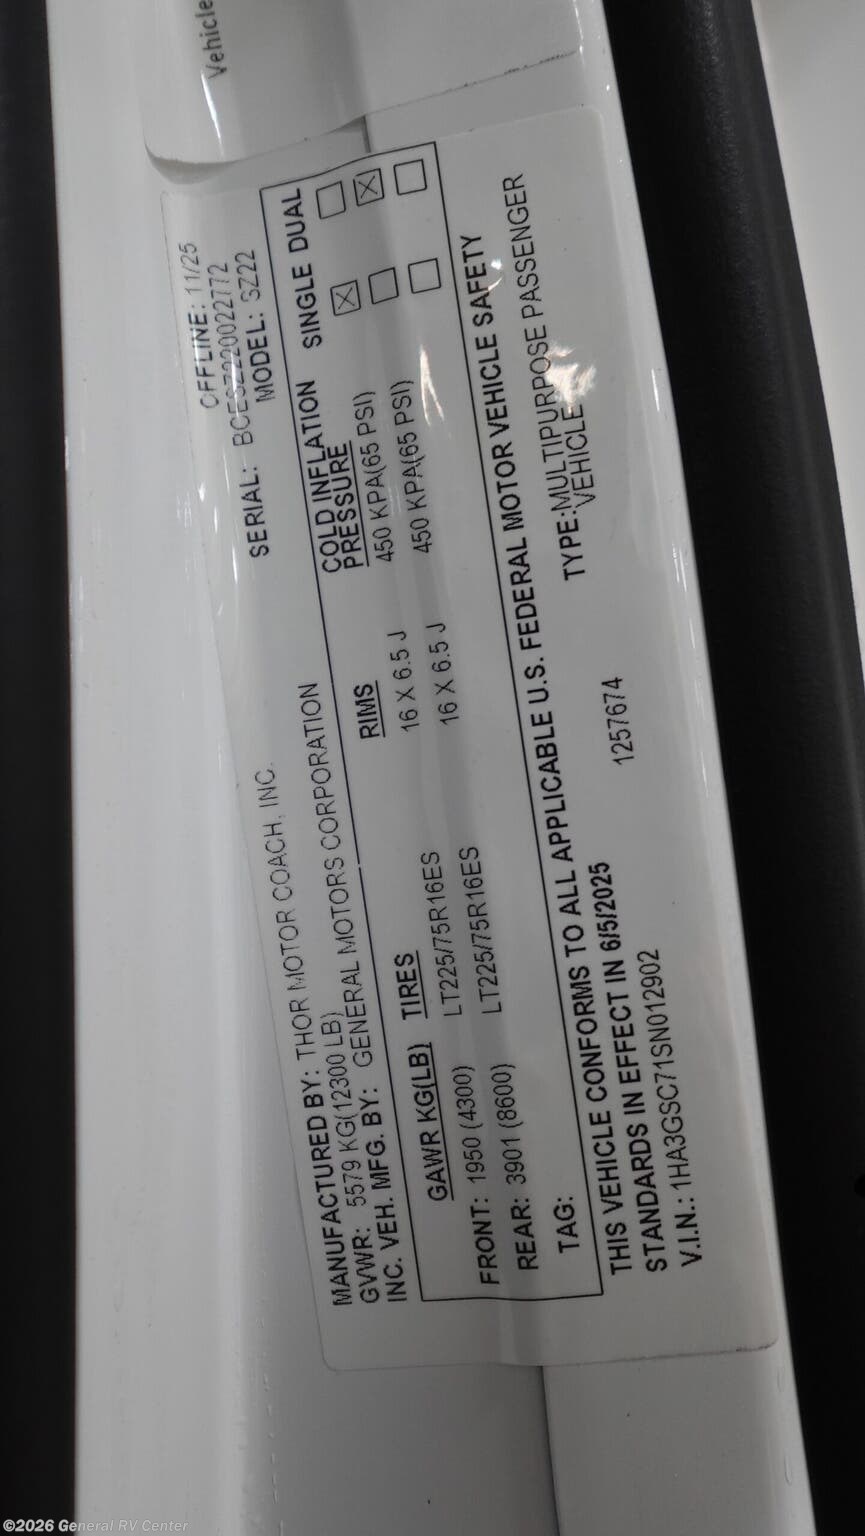 Vehicle
OFFLINE: 11/25
SERIAL: BCESZ220022772
MODEL: SZ22
MANUFACTURED BY: THOR MOTOR COACH, INC.
GVWR: 5579 KG(12300 LB)
INC. VEH. MFG. BY: GENERAL MOTORS CORPORATION
GAWR KG(LB) TIRES RIMS COLD INFLATION PRESSURE SINGLE DUAL
FRONT: 1950 (4300) LT225/75R16ES 16 X 6.5 J 450 KPA(65 PSI) ☒ ☐
REAR: 3901 (8600) LT225/75R16ES 16 X 6.5 J 450 KPA(65 PSI) ☐ ☒
TAG: ☐ ☐
THIS VEHICLE CONFORMS TO ALL APPLICABLE U.S. FEDERAL MOTOR VEHICLE SAFETY
STANDARDS IN EFFECT IN 6/5/2025
V.I.N.: 1HA3GSC71SN012902
1257674
TYPE:MULTIPURPOSE PASSENGER
VEHICLE
©2026 General RV Center